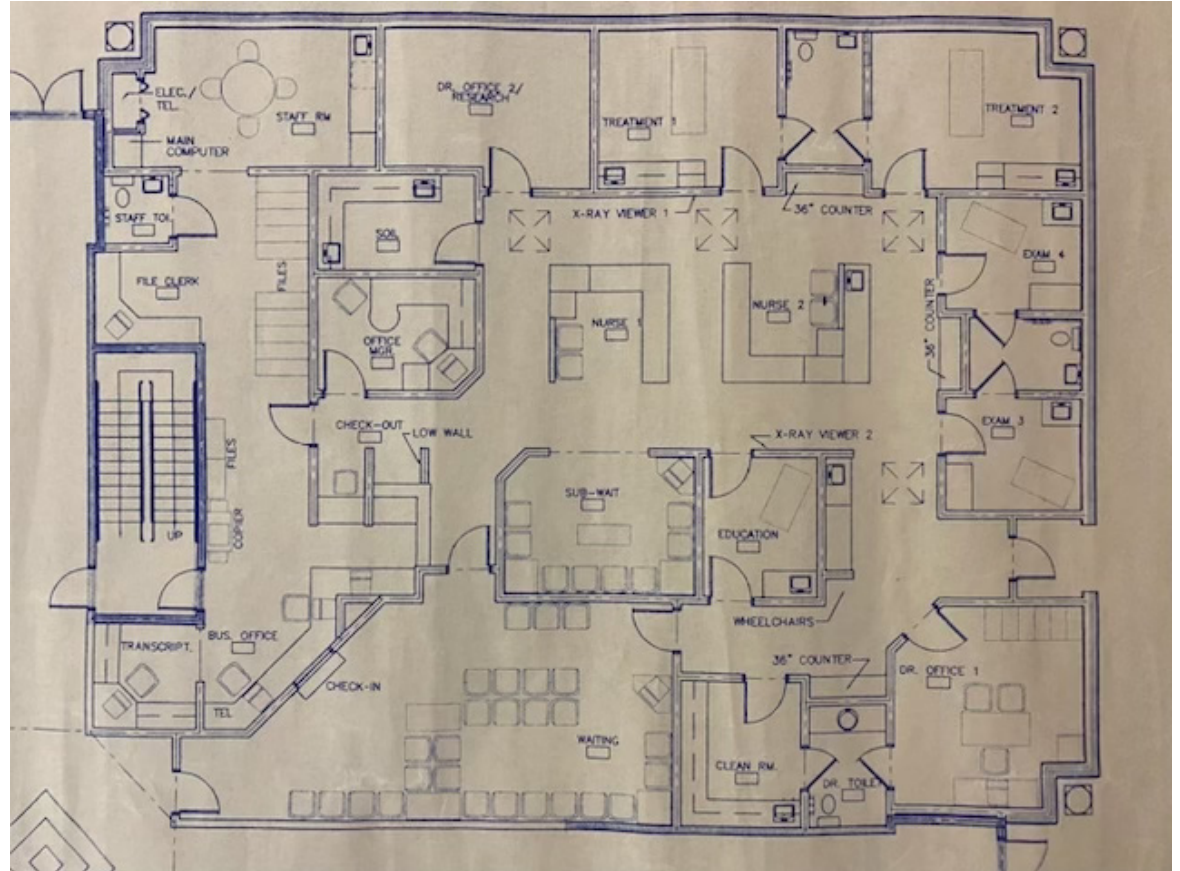 ELEC./
TEL.
MAIN
COMPUTER
STAFF RM
DR. OFFICE 2/
RESEARCH
TREATMENT 1
TREATMENT 2
STAFF TOI.
X-RAY VIEWER 1
36" COUNTER
SOIL
FILE CLERK
FILES
EXAM 4
NURSE 1
NURSE 2
OFFICE
MGR.
36" COUNTER
CHECK-OUT
LOW WALL
X-RAY VIEWER 2
EXAM 3
FILES
SUB-WAIT
COPIER
UP
EDUCATION
WHEELCHAIRS
TRANSCRIPT.
BUS. OFFICE
CHECK-IN
TEL
36" COUNTER
DR. OFFICE 1
WAITING
CLEAN RM.
DR. TOILET